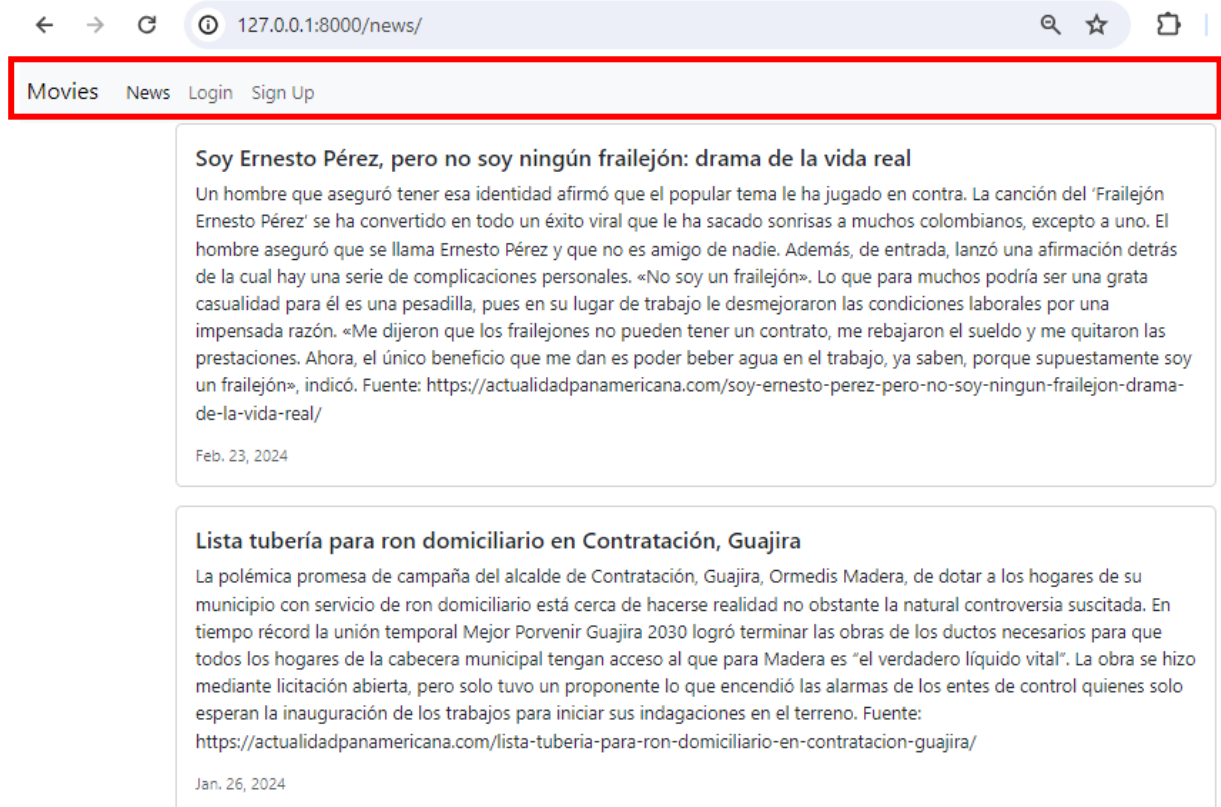 127.0.0.1:8000/news/
Movies News Login Sign Up
Soy Ernesto Pérez, pero no soy ningún frailejón: drama de la vida real
Un hombre que aseguró tener esa identidad afirmó que el popular tema le ha jugado en contra. La canción del ‘Frailejón
Ernesto Pérez’ se ha convertido en todo un éxito viral que le ha sacado sonrisas a muchos colombianos, excepto a uno. El
hombre aseguró que se llama Ernesto Pérez y que no es amigo de nadie. Además, de entrada, lanzó una afirmación detrás
de la cual hay una serie de complicaciones personales. «No soy un frailejón». Lo que para muchos podría ser una grata
casualidad para él es una pesadilla, pues en su lugar de trabajo le desmejoraron las condiciones laborales por una
impensada razón. «Me dijeron que los frailejones no pueden tener un contrato, me rebajaron el sueldo y me quitaron las
prestaciones. Ahora, el único beneficio que me dan es poder beber agua en el trabajo, ya saben, porque supuestamente soy
un frailejón», indicó. Fuente: https://actualidadpanamericana.com/soy-ernesto-perez-pero-no-soy-ningun-frailejon-drama-
de-la-vida-real/
Feb. 23, 2024
Lista tubería para ron domiciliario en Contratación, Guajira
La polémica promesa de campaña del alcalde de Contratación, Guajira, Ormedis Madera, de dotar a los hogares de su
municipio con servicio de ron domiciliario está cerca de hacerse realidad no obstante la natural controversia suscitada. En
tiempo récord la unión temporal Mejor Porvenir Guajira 2030 logró terminar las obras de los ductos necesarios para que
todos los hogares de la cabecera municipal tengan acceso al que para Madera es “el verdadero líquido vital”. La obra se hizo
mediante licitación abierta, pero solo tuvo un proponente lo que encendió las alarmas de los entes de control quienes solo
esperan la inauguración de los trabajos para iniciar sus indagaciones en el terreno. Fuente:
https://actualidadpanamericana.com/lista-tuberia-para-ron-domiciliario-en-contratacion-guajira/
Jan. 26, 2024